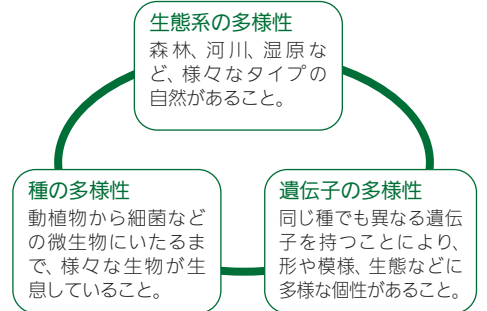 生態系の多様性
森林、河川、湿原な
ど、様々なタイプの
自然があること。
種の多様性
動植物から細菌など
の微生物にいたるま
で、様々な生物が生
息していること。
遺伝子の多様性
同じ種でも異なる遺伝
子を持つことにより、
形や模様、生態などに
多様な個性があること。